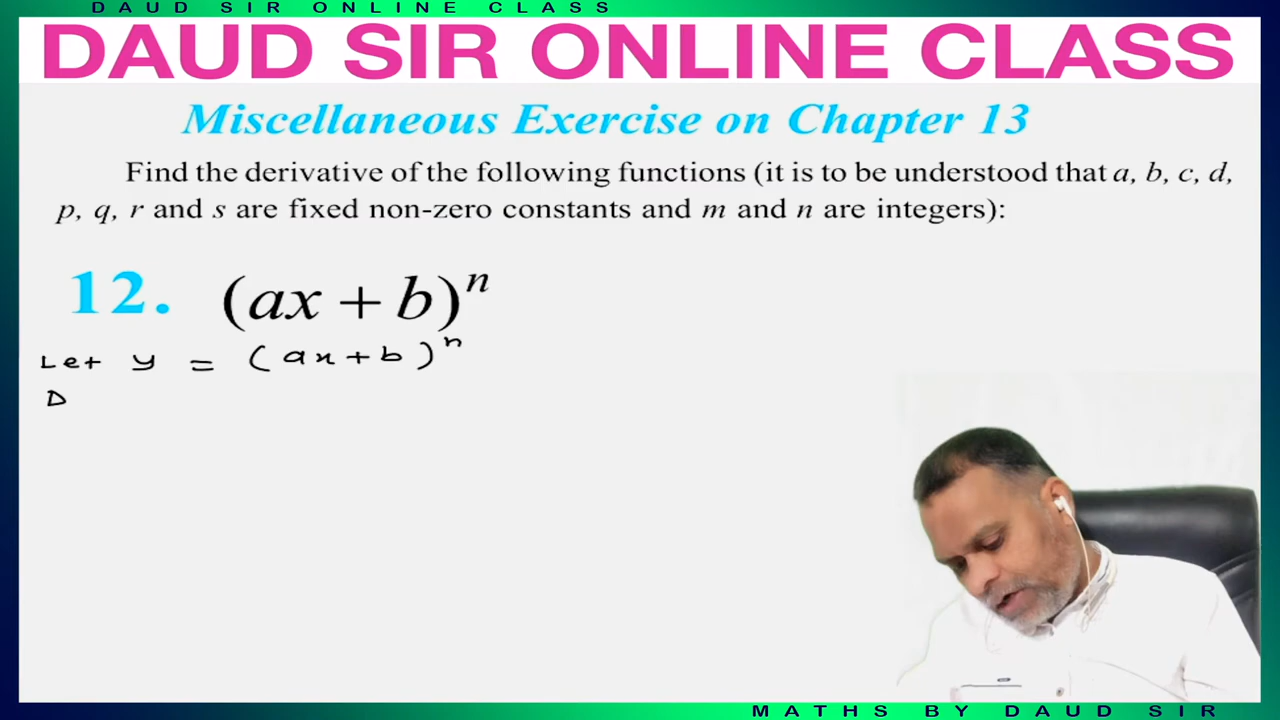 DAUD SIR ONLINE CLASS
DAUD SIR ONLINE CLASS
Miscellaneous Exercise on Chapter 13
Find the derivative of the following functions (it is to be understood that a, b, c, d,
p, q, r and s are fixed non-zero constants and m and n are integers):
12. (ax + b)^n
Let y = (ax+b)^n
D
MATHS BY DAUD SIR